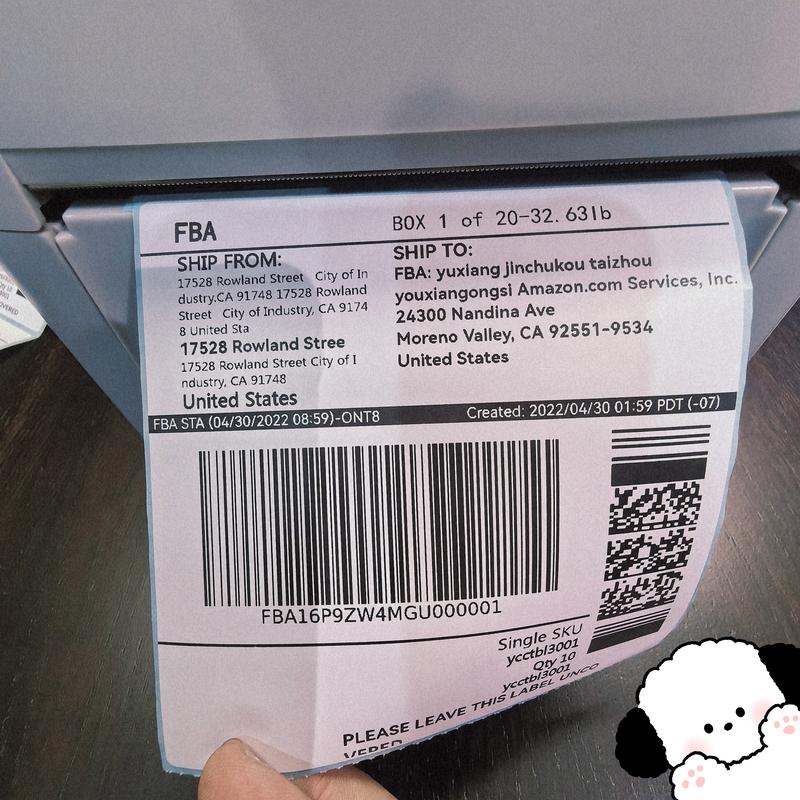 FBA
BOX 1 of 20-32.63lb
SHIP FROM:
17528 Rowland Street City of In
dustry.CA 91748 17528 Rowland
Street City of Industry, CA 9174
8 United Sta
17528 Rowland Stree
17528 Rowland Street City of I
ndustry, CA 91748
United States
SHIP TO:
FBA: yuxiang jinchukou taizhou
youxiangongsi Amazon.com Services, Inc.
24300 Nandina Ave
Moreno Valley, CA 92551-9534
United States
FBA STA (04/30/2022 08:59)-ONT8
Created: 2022/04/30 01:59 PDT (-07)
FBA16P9ZW4MGU000001
Single SKU
ycctbl3001
Qty 10
ycctbl3001
PLEASE LEAVE THIS LABEL UNCO
VERED